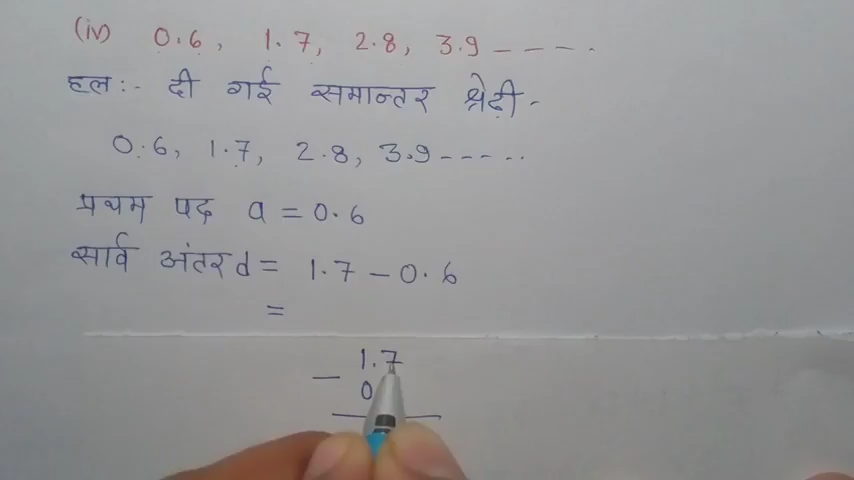 (iv) 0.6, 1.7, 2.8, 3.9 ----.
हल :- दी गई समान्तर श्रेढ़ी -
0.6, 1.7, 2.8, 3.9 -----..
प्रथम पद a = 0.6
सार्व अंतर d = 1.7 - 0.6
=
1.7
- 0